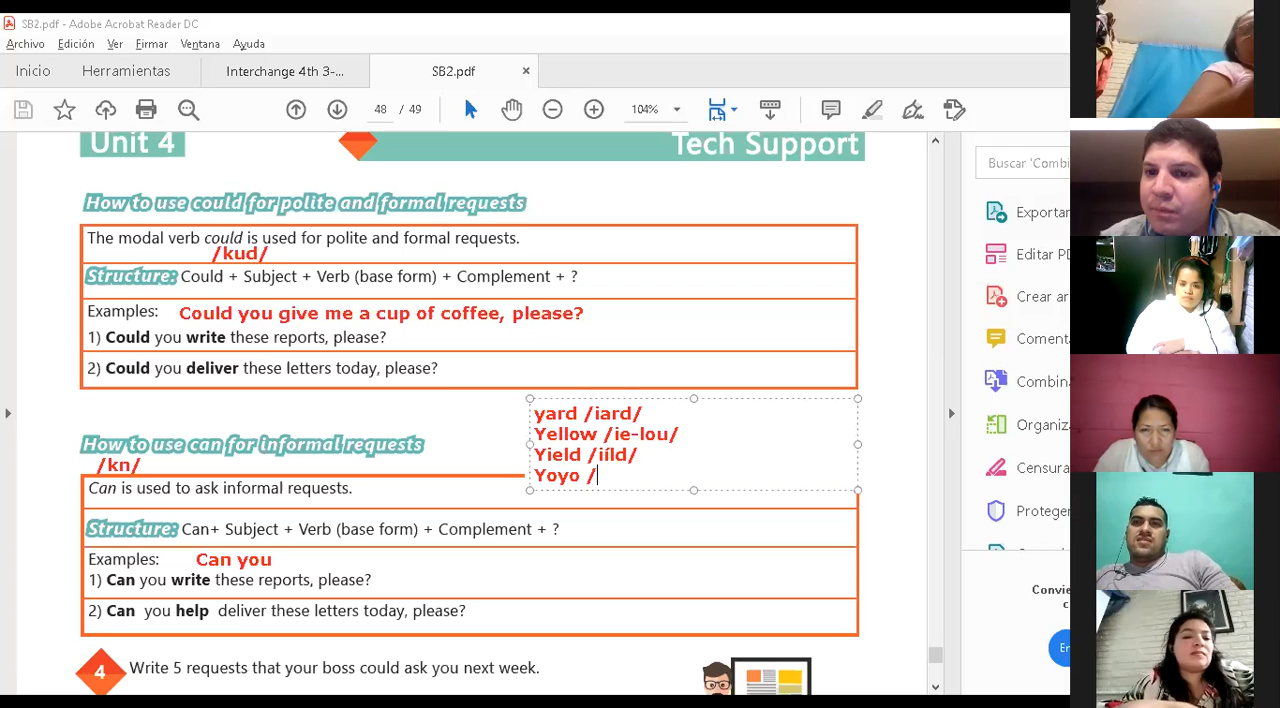 SB2.pdf - Adobe Acrobat Reader DC
Archivo Edición Ver Firmar Ventana Ayuda
Inicio Herramientas Interchange 4th 3-... SB2.pdf ×
48 / 49 104%
Unit 4 Tech Support
How to use could for polite and formal requests
The modal verb could is used for polite and formal requests.
/kud/
Structure: Could + Subject + Verb (base form) + Complement + ?
Examples: Could you give me a cup of coffee, please?
1) Could you write these reports, please?
2) Could you deliver these letters today, please?
yard /iard/
Yellow /ie-lou/
Yield /iíld/
Yoyo /
How to use can for informal requests
/kn/
Can is used to ask informal requests.
Structure: Can+ Subject + Verb (base form) + Complement + ?
Examples: Can you
1) Can you write these reports, please?
2) Can you help deliver these letters today, please?
4 Write 5 requests that your boss could ask you next week.
Buscar 'Combi
Exportar
Editar PD
Crear ar
Coment
Combin
Organiz
Censura
Proteger
Convie